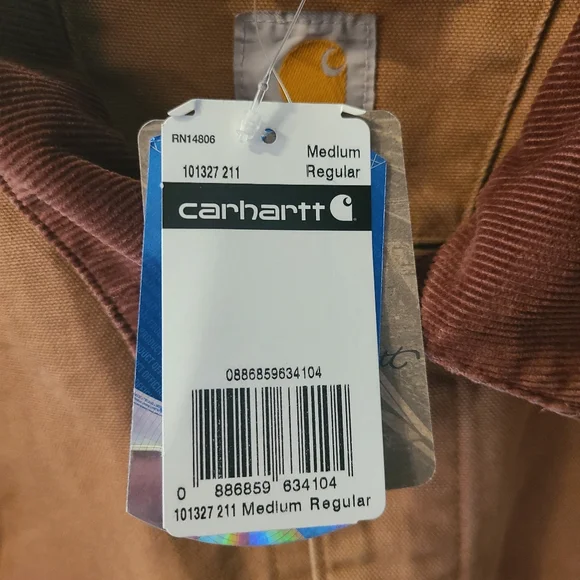 RN14806
Medium
101327 211 Regular
carhartt
0886859634104
0 886859 634104
101327 211 Medium Regular